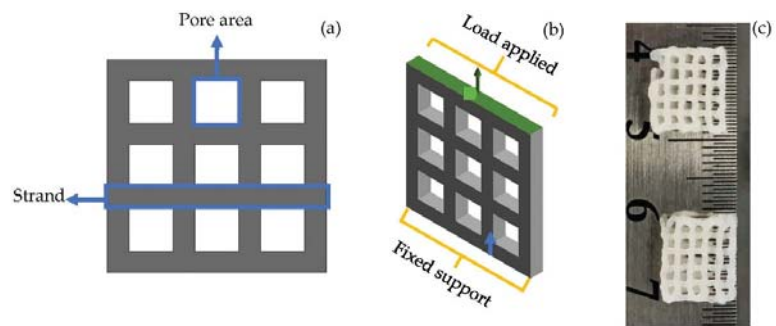 Pore area
(a)
Strand
(b)
Load applied
Fixed support
(c)
4
5
6
7